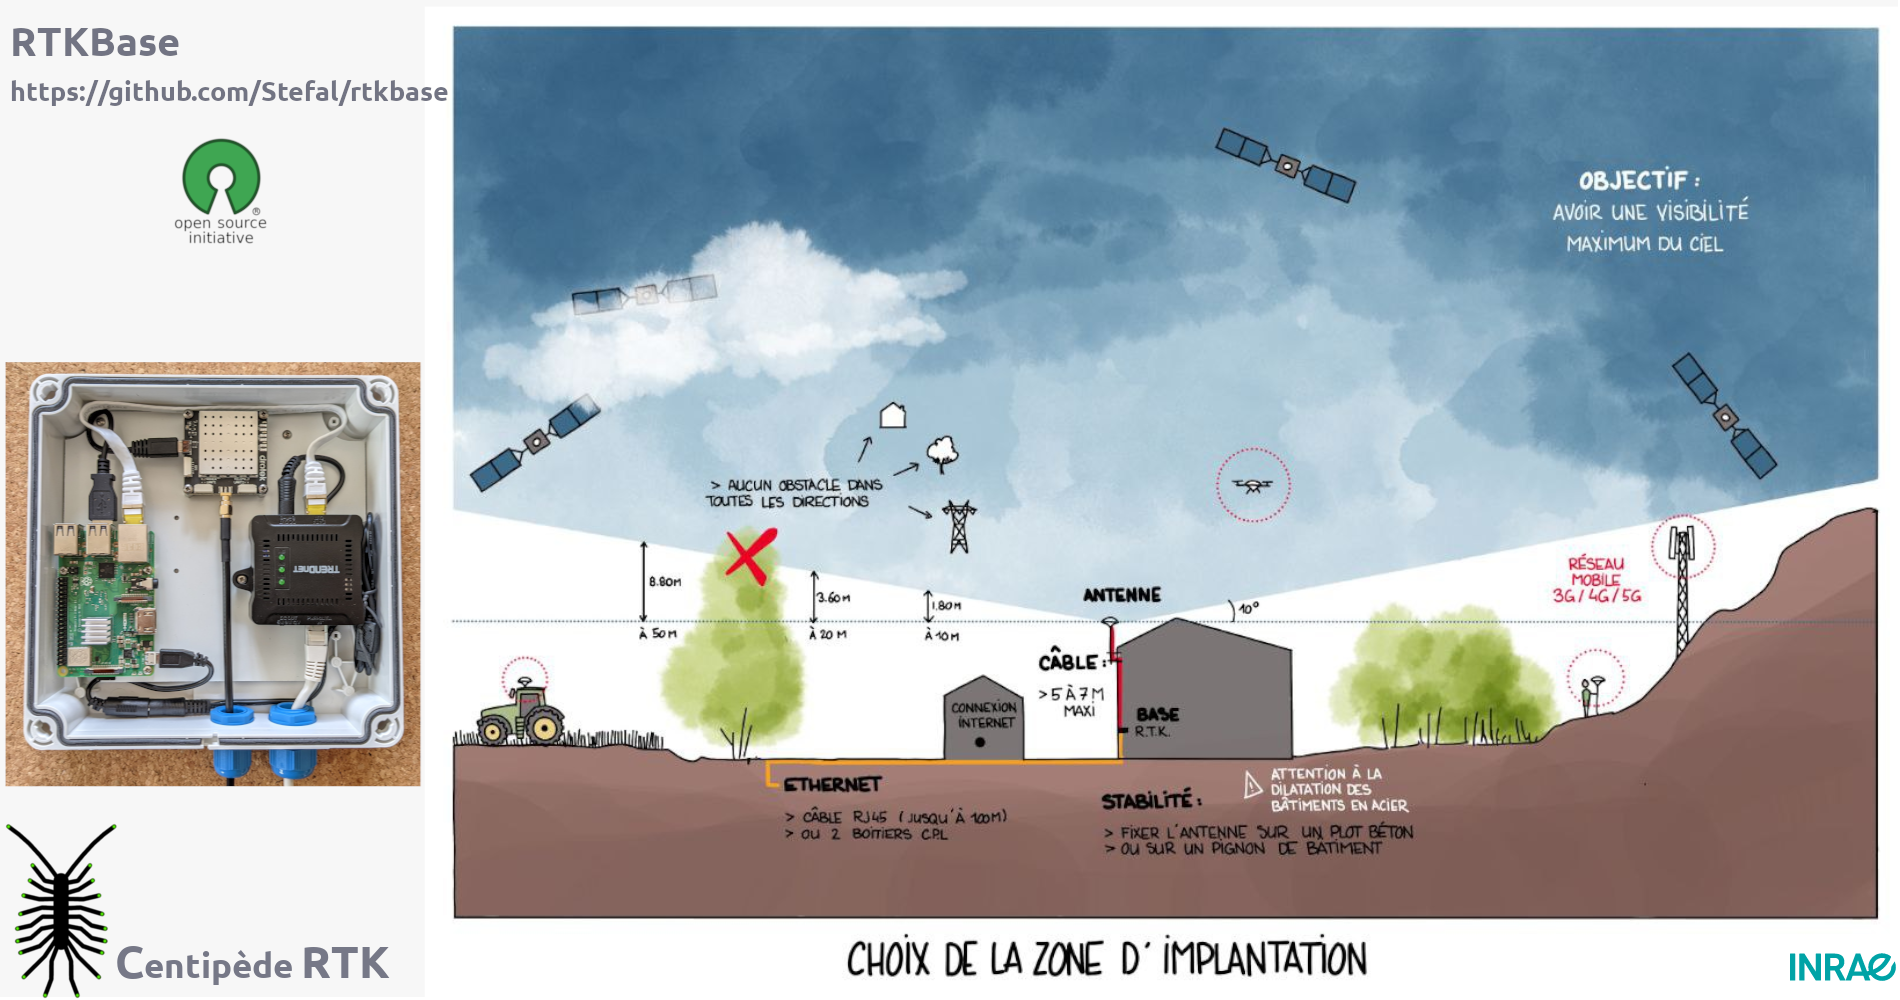 RTKBase
https://github.com/Stefal/rtkbase
open source
initiative
®
TRENDnet
Centipède RTK
OBJECTIF :
AVOIR UNE VISIBILITÉ
MAXIMUM DU CIEL
> AUCUN OBSTACLE DANS
TOUTES LES DIRECTIONS
8.80M
À 50M
3.60M
À 20 M
1.80M
À 10M
ANTENNE
10°
RÉSEAU
MOBILE
3G/4G/5G
CÂBLE :
> 5 À 7 M
MAXI
CONNEXION
INTERNET
BASE
R.T.K.
ETHERNET
> CÂBLE RJ45 (JUSQU'À 100M)
> OU 2 BOITIERS CPL
STABILITÉ :
> FIXER L'ANTENNE SUR UN PLOT BÉTON
> OU SUR UN PIGNON DE BÂTIMENT
ATTENTION À LA
DILATATION DES
BÂTIMENTS EN ACIER
CHOIX DE LA ZONE D' IMPLANTATION
INRAE